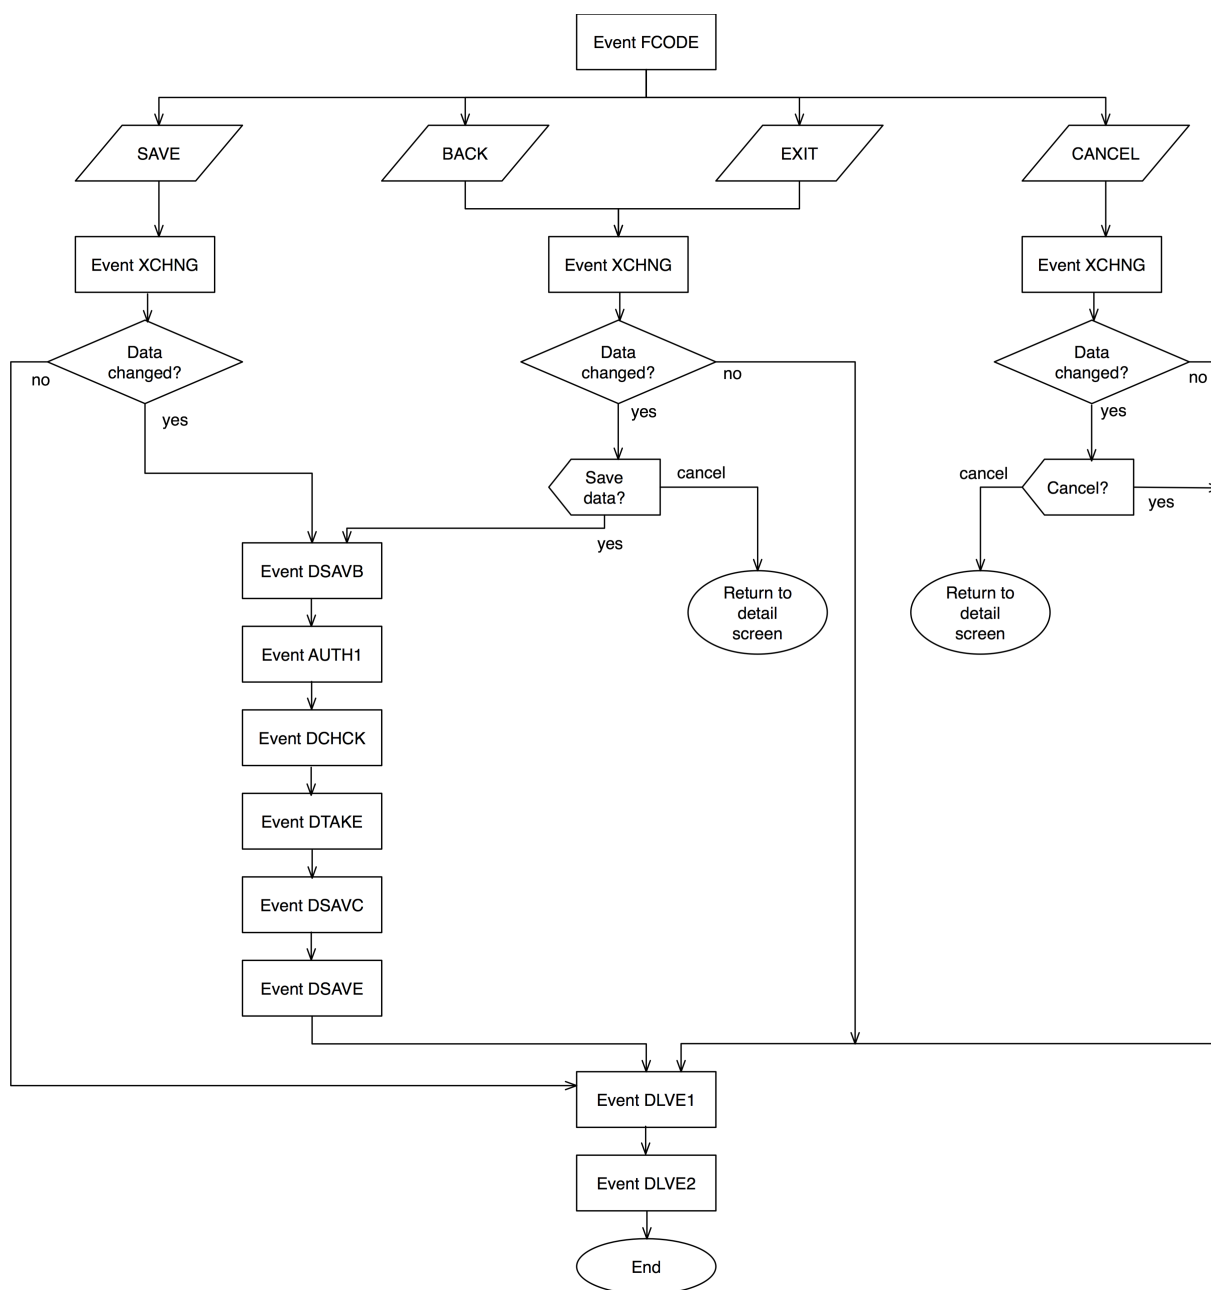 Event FCODE
SAVE
BACK
EXIT
CANCEL
Event XCHNG
Event XCHNG
Event XCHNG
Data
changed?
no
yes
Data
changed?
no
yes
Data
changed?
no
yes
Save
data?
cancel
yes
cancel
Cancel?
yes
Event DSAVB
Return to
detail
screen
Return to
detail
screen
Event AUTH1
Event DCHCK
Event DTAKE
Event DSAVC
Event DSAVE
Event DLVE1
Event DLVE2
End